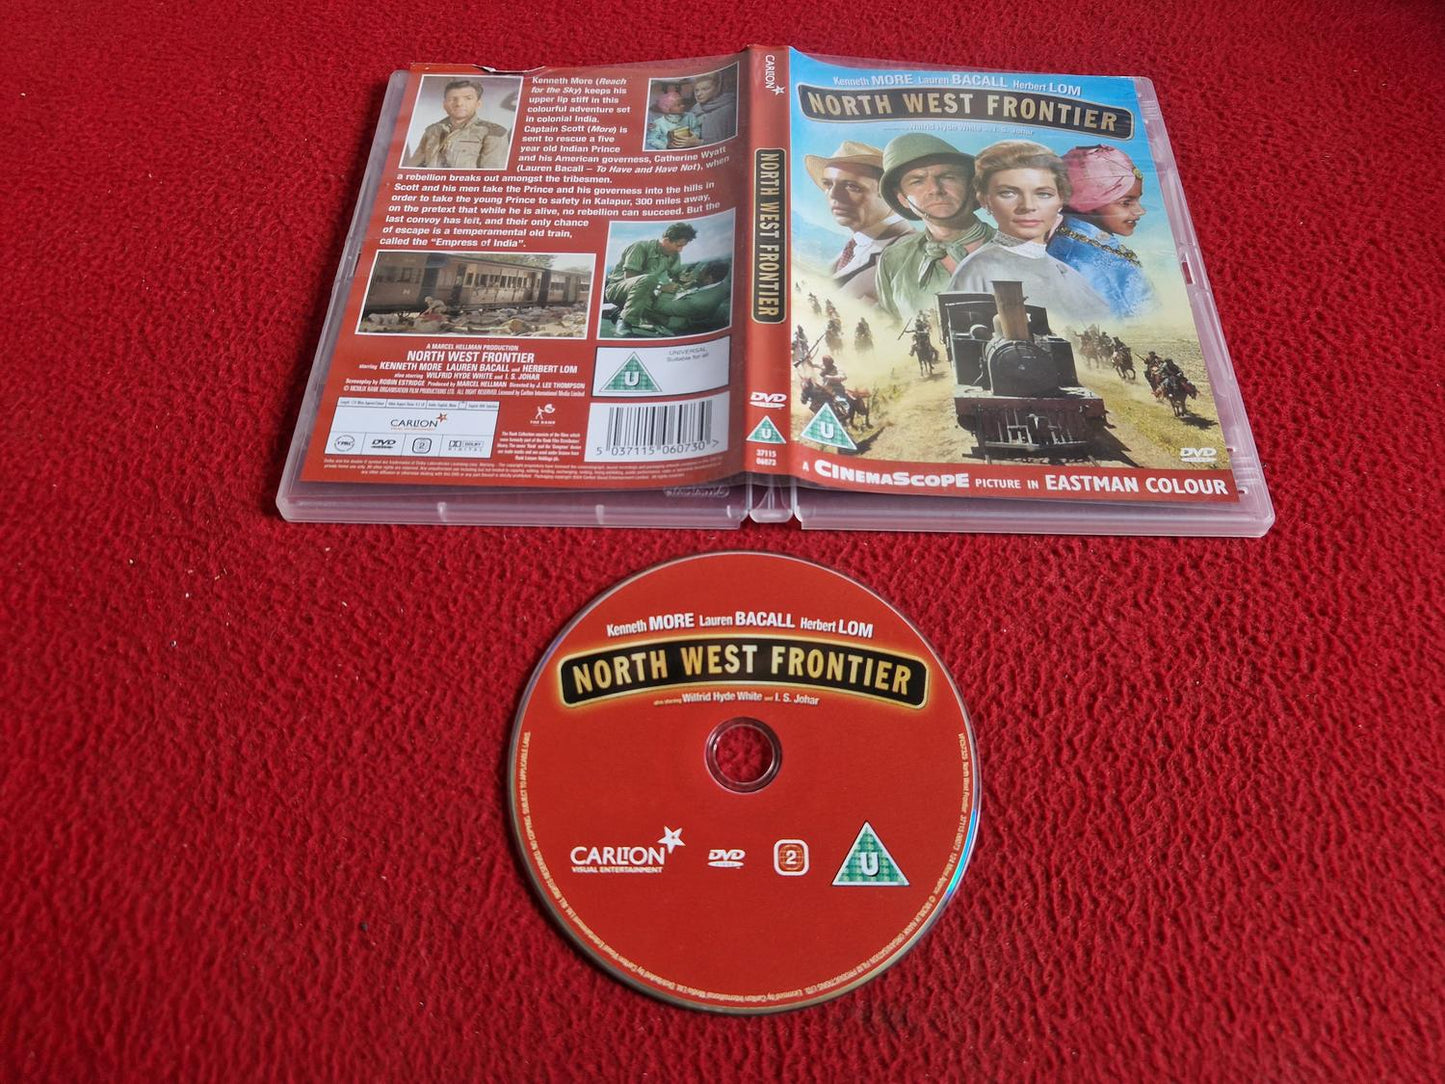 Kenneth More (Reach
for the Sky) keeps his
upper lip stiff in this
colourful adventure set
in colonial India.
Captain Scott (More) is
sent to rescue a five
year old Indian Prince
and his American governess, Catherine Wyatt
(Lauren Bacall – To Have and Have Not), when
a rebellion breaks out amongst the tribesmen.
Scott and his men take the Prince and his governess into the hills in
order to take the young Prince to safety in Kalapur, 300 miles away,
on the pretext that while he is alive, no rebellion can succeed. But the
last convoy has left, and their only chance
of escape is a temperamental old train,
called the "Empress of India".
A MARCEL HELLMAN PRODUCTION
NORTH WEST FRONTIER
starring KENNETH MORE LAUREN BACALL and HERBERT LOM
also starring WILFRID HYDE WHITE and I. S. JOHAR
Screenplay by ROBIN ESTRIDGE Produced by MARCEL HELLMAN Directed by J. LEE THOMPSON
CARLTON
VISUAL ENTERTAINMENT
DVD
2
DOLBY
DIGITAL
U
UNIVERSAL
Suitable for all
5 037115 060730 >
CARLTON
NORTH WEST FRONTIER
DVD
U
37115
06073
Kenneth MORE Lauren BACALL Herbert LOM
NORTH WEST FRONTIER
Wilfrid Hyde White and I. S. Johar
U
DVD
A CINEMASCOPE PICTURE IN EASTMAN COLOUR
Kenneth MORE Lauren BACALL Herbert LOM
NORTH WEST FRONTIER
also starring Wilfrid Hyde White and I. S. Johar
CARLTON
VISUAL ENTERTAINMENT
DVD
2
U